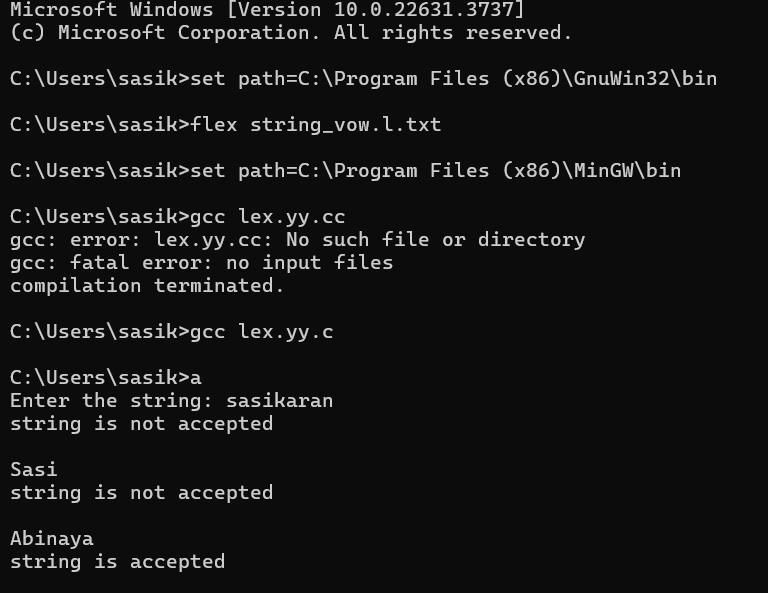 Microsoft Windows [Version 10.0.22631.3737]
(c) Microsoft Corporation. All rights reserved.
C:\Users\sasik>set path=C:\Program Files (x86)\GnuWin32\bin
C:\Users\sasik>flex string_vow.l.txt
C:\Users\sasik>set path=C:\Program Files (x86)\MinGW\bin
C:\Users\sasik>gcc lex.yy.cc
gcc: error: lex.yy.cc: No such file or directory
gcc: fatal error: no input files
compilation terminated.
C:\Users\sasik>gcc lex.yy.c
C:\Users\sasik>a
Enter the string: sasikaran
string is not accepted
Sasi
string is not accepted
Abinaya
string is accepted